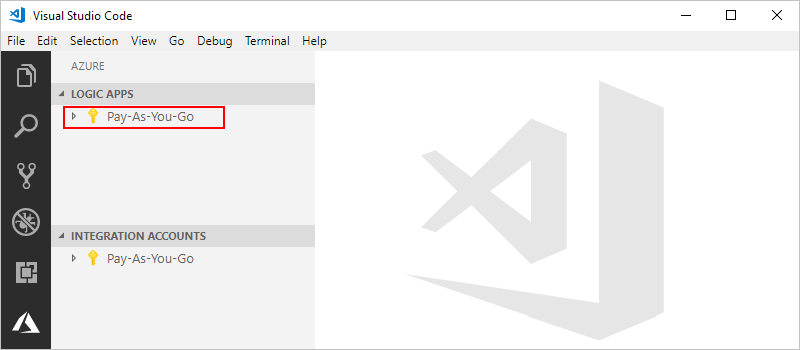 Visual Studio Code
File Edit Selection View Go Debug Terminal Help
AZURE
LOGIC APPS
Pay-As-You-Go
INTEGRATION ACCOUNTS
Pay-As-You-Go